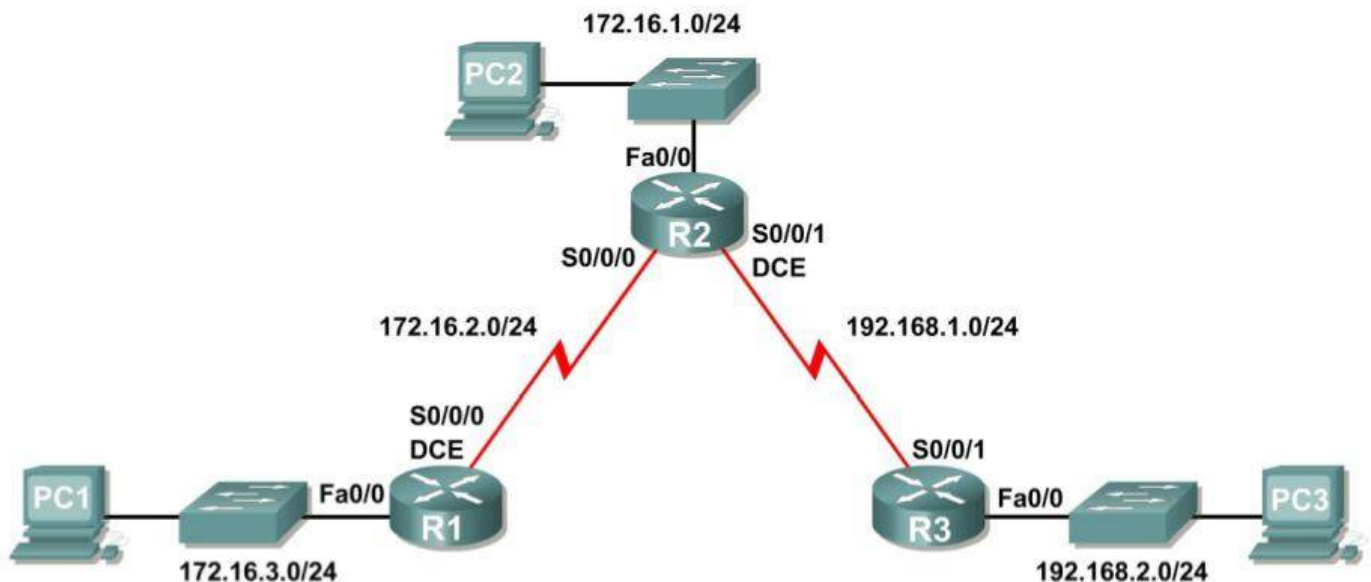 172.16.1.0/24
PC2
Fa0/0
R2
S0/0/0
S0/0/1
DCE
172.16.2.0/24
192.168.1.0/24
S0/0/0
DCE
S0/0/1
PC1
Fa0/0
R1
R3
Fa0/0
PC3
172.16.3.0/24
192.168.2.0/24